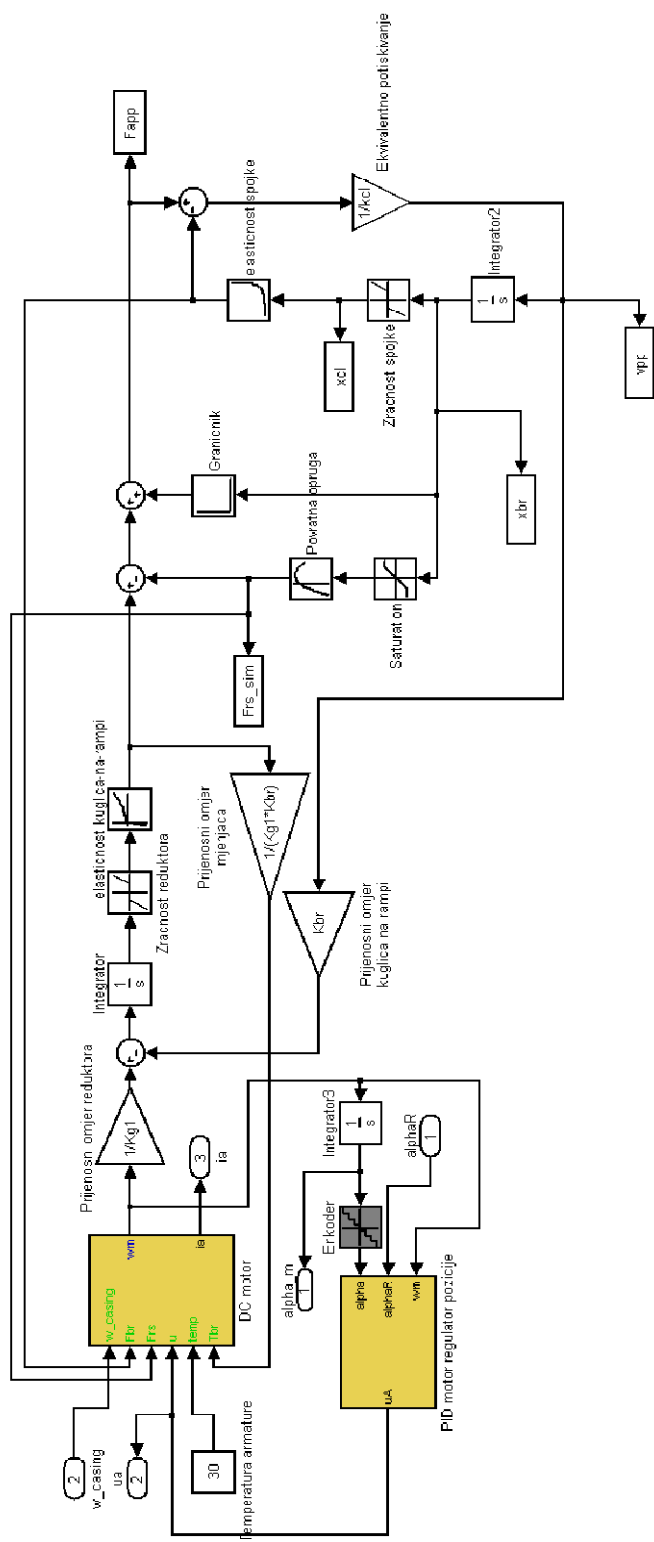 2
w_casing
2
ua
30
Temperatura armature
w_casing
Fbr
Frs
u
temp
Tbr
wm
ia
DC motor
3
ia
Prijenosni omjer reduktora
1/Kg1
Integrator
1
s
Zracnost reduktora
elasticnost kuglica-na-rampi
Prijenosni omjer
mjenjaca
1/(Kg1*Kbr)
Kbr
Prijenosni omjer
kuglica na rampi
Frs_sim
Powratna opruga
Saturation
Granicnik
xbr
Fapp
elasticnost spojke
xcl
Zracnost spojke
1/kcl
Ekvivalentno potiskivanje
Integrator2
1
s
vpp
Integrator3
1
s
alpha_m
1
Enkoder
alphaR
1
alpha
alphaR
wm
uA
PID motor regulator pozicije